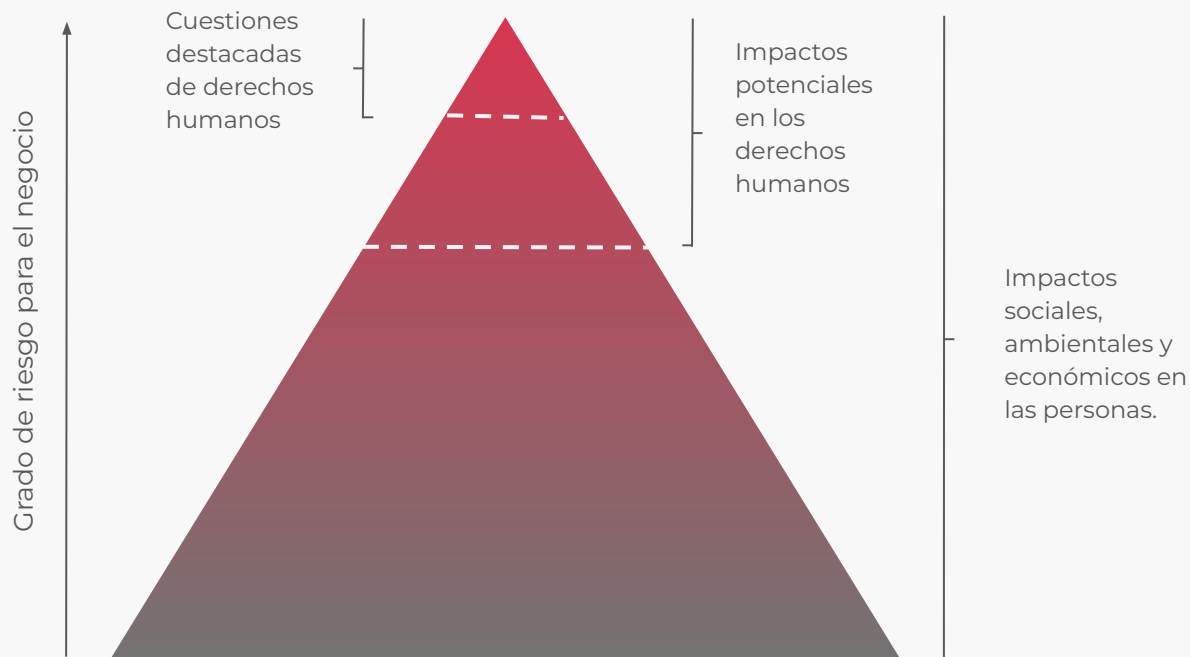 Grado de riesgo para el negocio
Cuestiones
destacadas
de derechos
humanos
Impactos
potenciales
en los
derechos
humanos
Impactos
sociales,
ambientales y
económicos en
las personas.